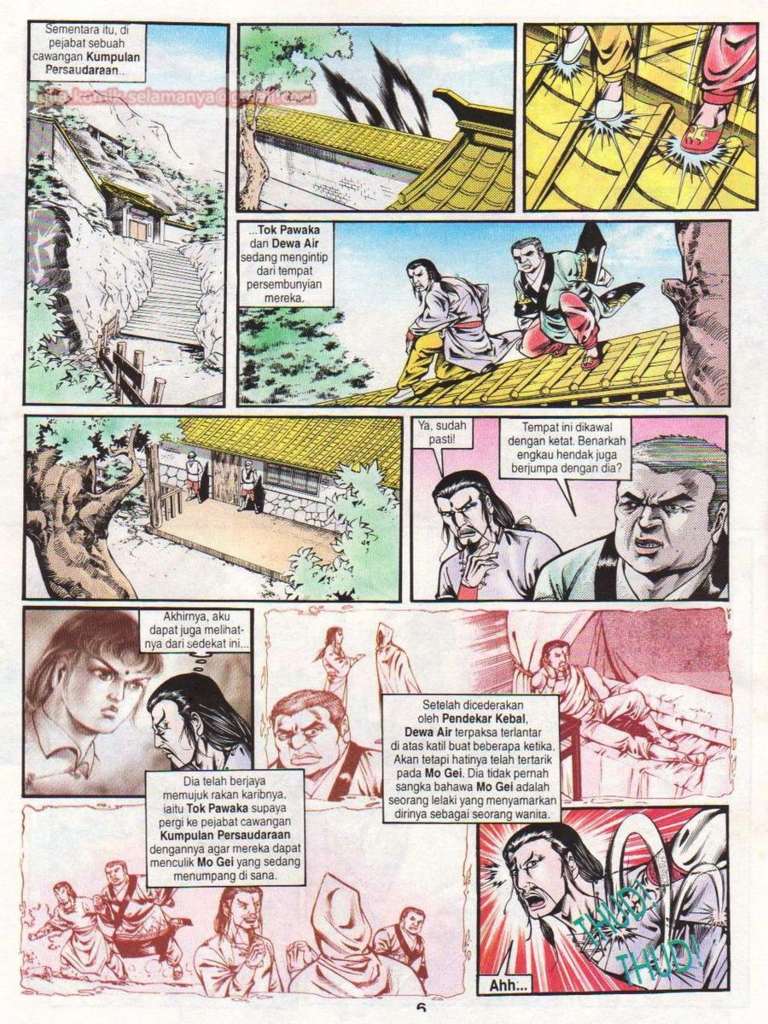 Sementara itu, di
pejabat sebuah
cawangan Kumpulan
Persaudaraan..
...Tok Pawaka
dan Dewa Air
sedang mengintip
dari tempat
persembunyian
mereka.
Ya, sudah
pasti!
Tempat ini dikawal
dengan ketat. Benarkah
engkau hendak juga
berjumpa dengan dia?
Akhirnya, aku
dapat juga melihat-
nya dari sedekat ini...
Setelah dicederakan
oleh Pendekar Kebal,
Dewa Air terpaksa terlantar
di atas katil buat beberapa ketika.
Akan tetapi hatinya telah tertarik
pada Mo Gei. Dia tidak pernah
sangka bahawa Mo Gei adalah
seorang lelaki yang menyamarkan
dirinya sebagai seorang wanita.
Dia telah berjaya
memujuk rakan karibnya,
iaitu Tok Pawaka supaya
pergi ke pejabat cawangan
Kumpulan Persaudaraan
dengannya agar mereka dapat
menculik Mo Gei yang sedang
menumpang di sana.
THUD!
THUD!
Ahh...
6